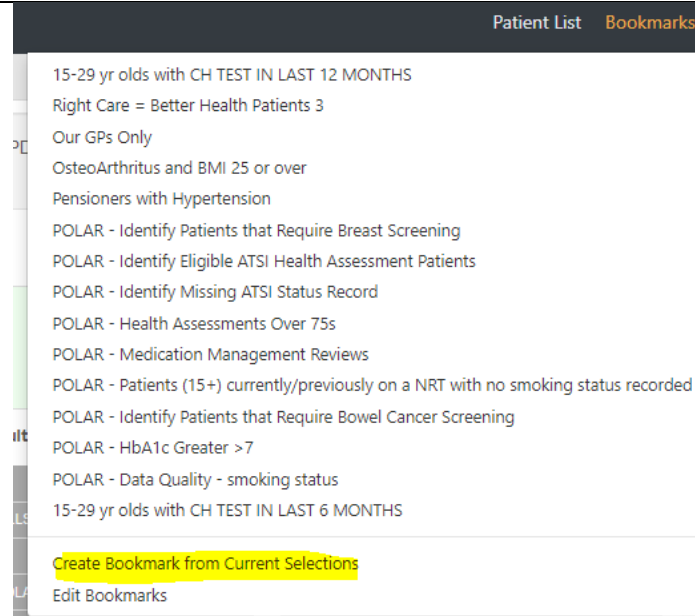 Patient List Bookmarks
15-29 yr olds with CH TEST IN LAST 12 MONTHS
Right Care = Better Health Patients 3
Our GPs Only
OsteoArthritus and BMI 25 or over
Pensioners with Hypertension
POLAR - Identify Patients that Require Breast Screening
POLAR - Identify Eligible ATSI Health Assessment Patients
POLAR - Identify Missing ATSI Status Record
POLAR - Health Assessments Over 75s
POLAR - Medication Management Reviews
POLAR - Patients (15+) currently/previously on a NRT with no smoking status recorded
POLAR - Identify Patients that Require Bowel Cancer Screening
POLAR - HbA1c Greater >7
POLAR - Data Quality - smoking status
15-29 yr olds with CH TEST IN LAST 6 MONTHS
Create Bookmark from Current Selections
Edit Bookmarks